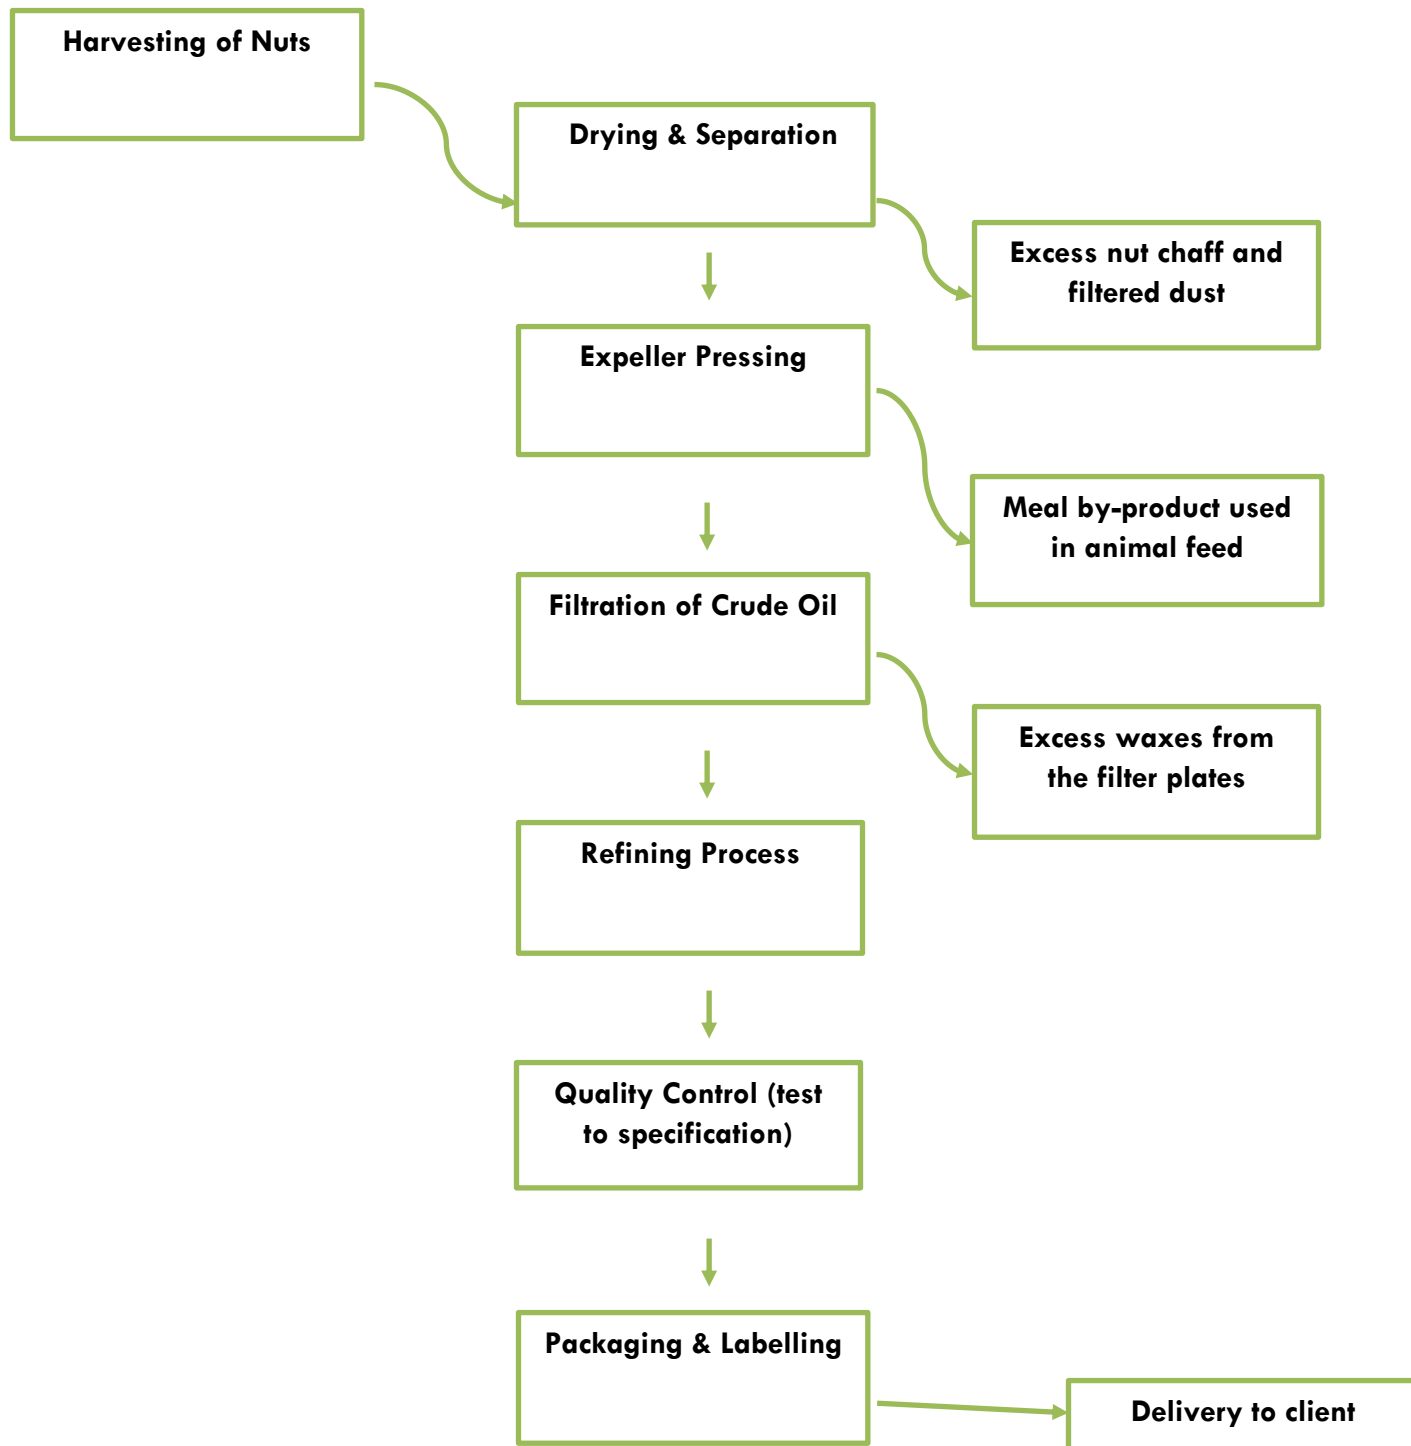 Harvesting of Nuts
Drying & Separation
Excess nut chaff and
filtered dust
Expeller Pressing
Meal by-product used
in animal feed
Filtration of Crude Oil
Excess waxes from
the filter plates
Refining Process
Quality Control (test
to specification)
Packaging & Labelling
Delivery to client